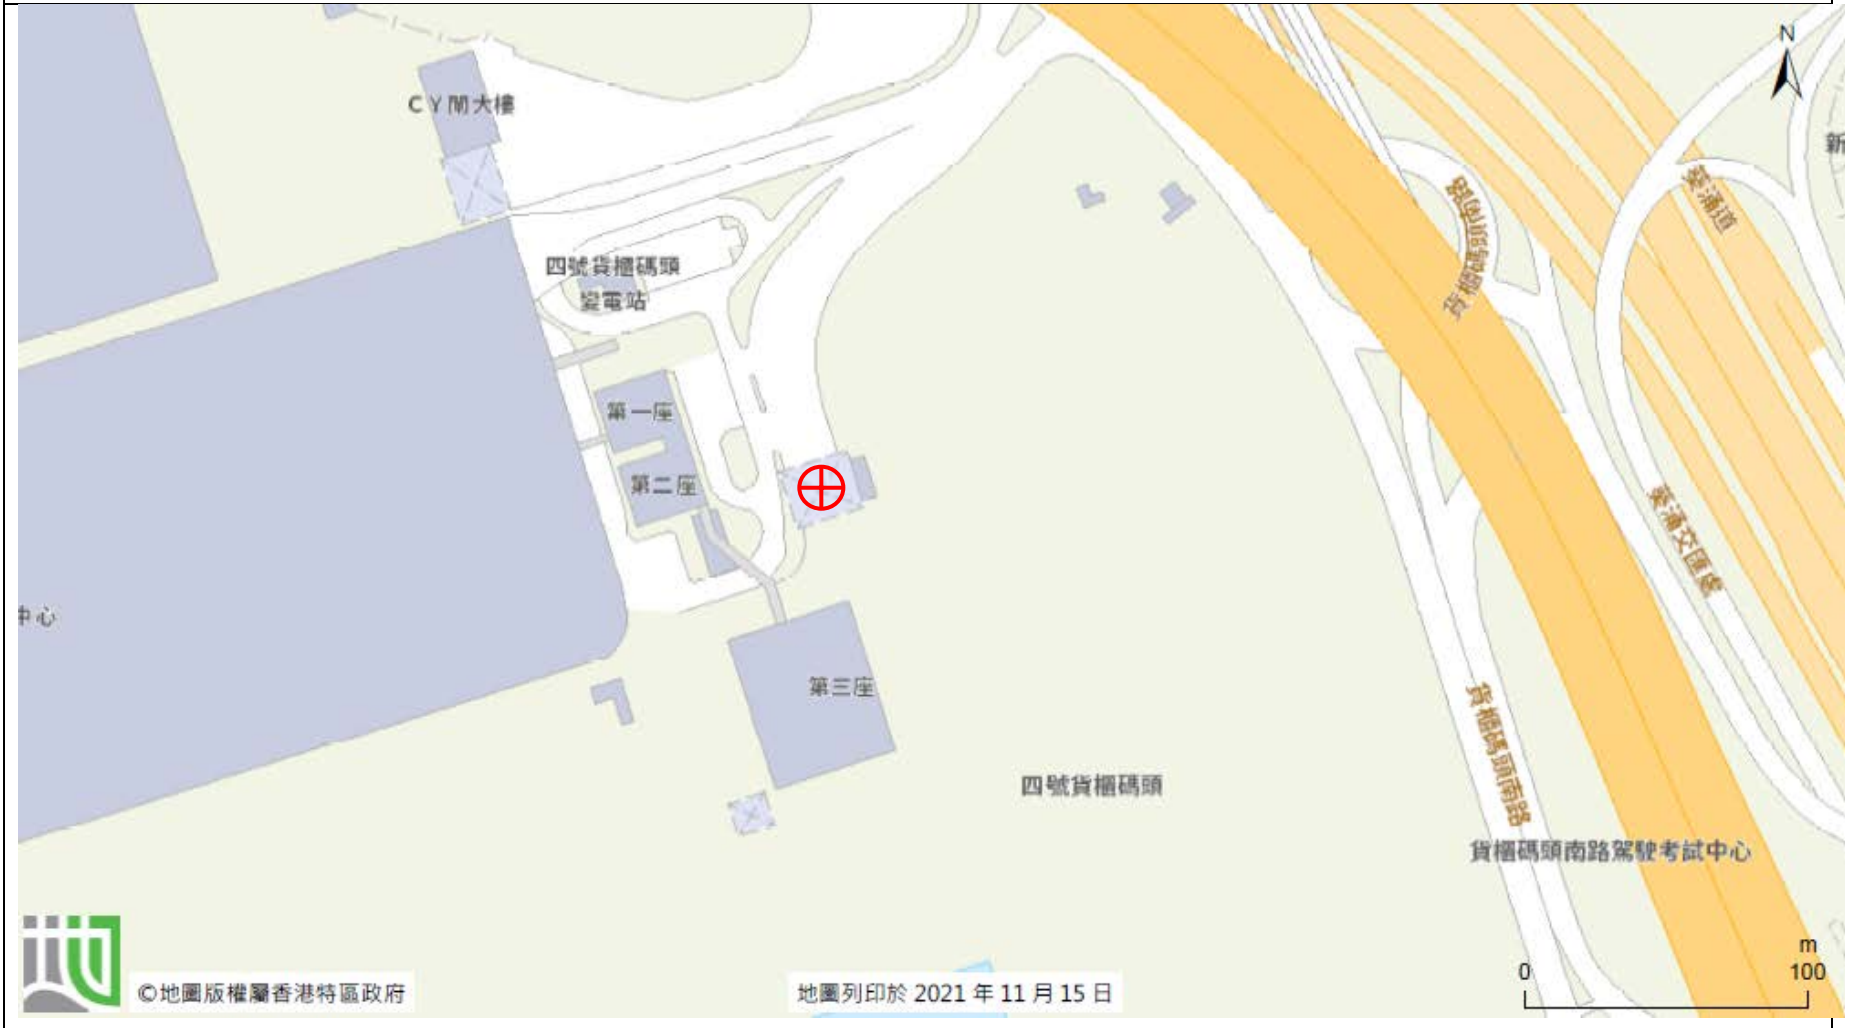 N
CY閘大樓
新
葵涌道
貨櫃碼頭南路
四號貨櫃碼頭
變電站
第一座
第二座
葵涌交匯處
中心
第三座
貨櫃碼頭南路
四號貨櫃碼頭
貨櫃碼頭南路駕駛考試中心
m
0
100
©地圖版權屬香港特區政府
地圖列印於 2021 年 11 月 15 日